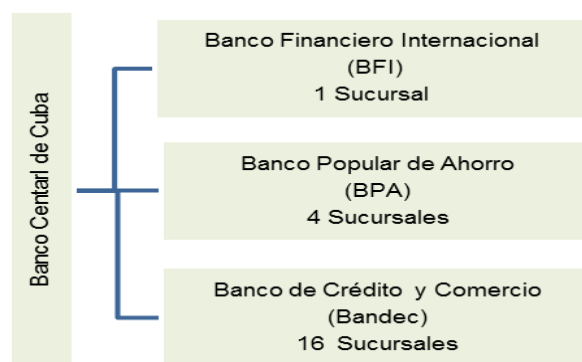 Banco Centarl de Cuba
Banco Financiero Internacional
(BFI)
1 Sucursal
Banco Popular de Ahorro
(BPA)
4 Sucursales
Banco de Crédito y Comercio
(Bandec)
16 Sucursales